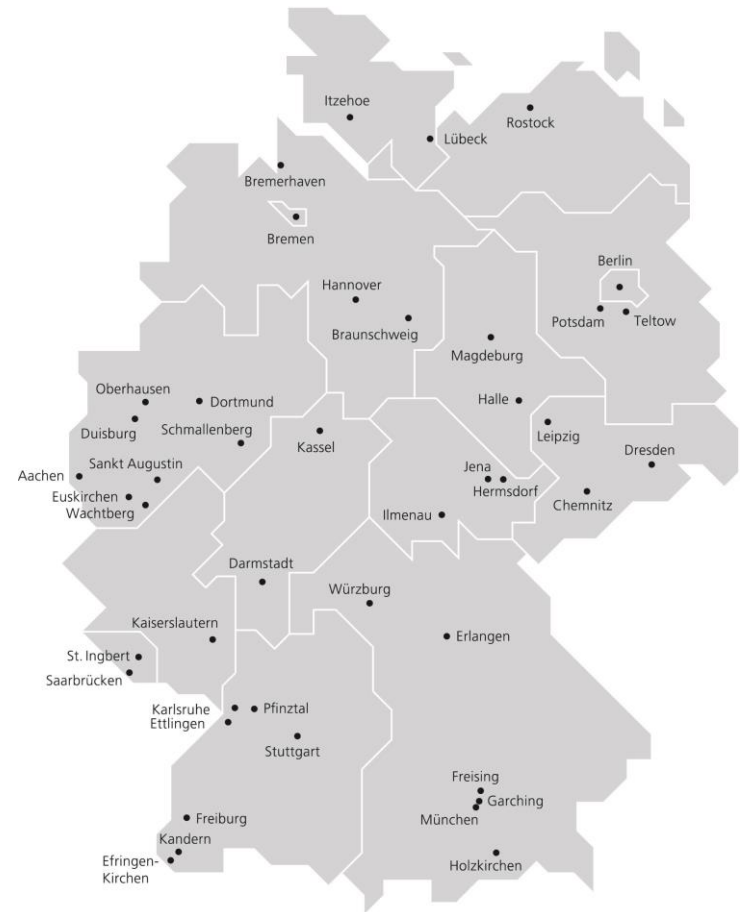 Itzehoe
Rostock
Lübeck
Bremerhaven
Bremen
Berlin
Hannover
Potsdam
Teltow
Braunschweig
Magdeburg
Oberhausen
Dortmund
Halle
Duisburg
Schmallenberg
Leipzig
Kassel
Dresden
Sankt Augustin
Jena
Aachen
Hermsdorf
Euskirchen
Chemnitz
Wachtberg
Ilmenau
Darmstadt
Würzburg
Kaiserslautern
Erlangen
St. Ingbert
Saarbrücken
Karlsruhe
Pfinztal
Ettlingen
Stuttgart
Freising
Garching
Freiburg
München
Kandern
Efringen-
Kirchen
Holzkirchen